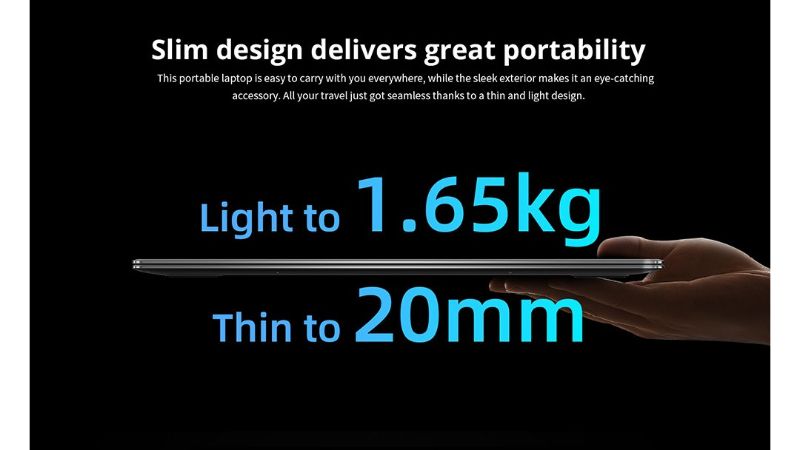 Slim design delivers great portability
This portable laptop is easy to carry with you everywhere, while the sleek exterior makes it an eye-catching
accessory. All your travel just got seamless thanks to a thin and light design.
Light to 1.65kg
Thin to 20mm